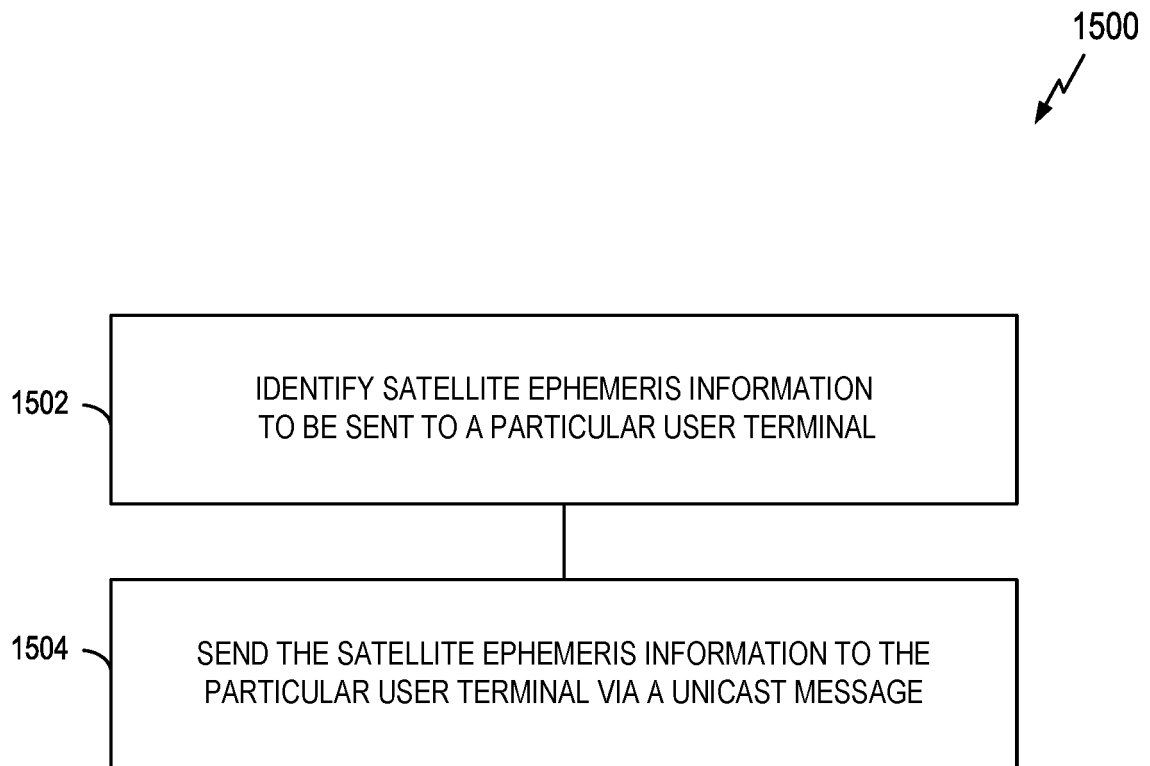 1500
1502
IDENTIFY SATELLITE EPHEMERIS INFORMATION
TO BE SENT TO A PARTICULAR USER TERMINAL
1504
SEND THE SATELLITE EPHEMERIS INFORMATION TO THE
PARTICULAR USER TERMINAL VIA A UNICAST MESSAGE